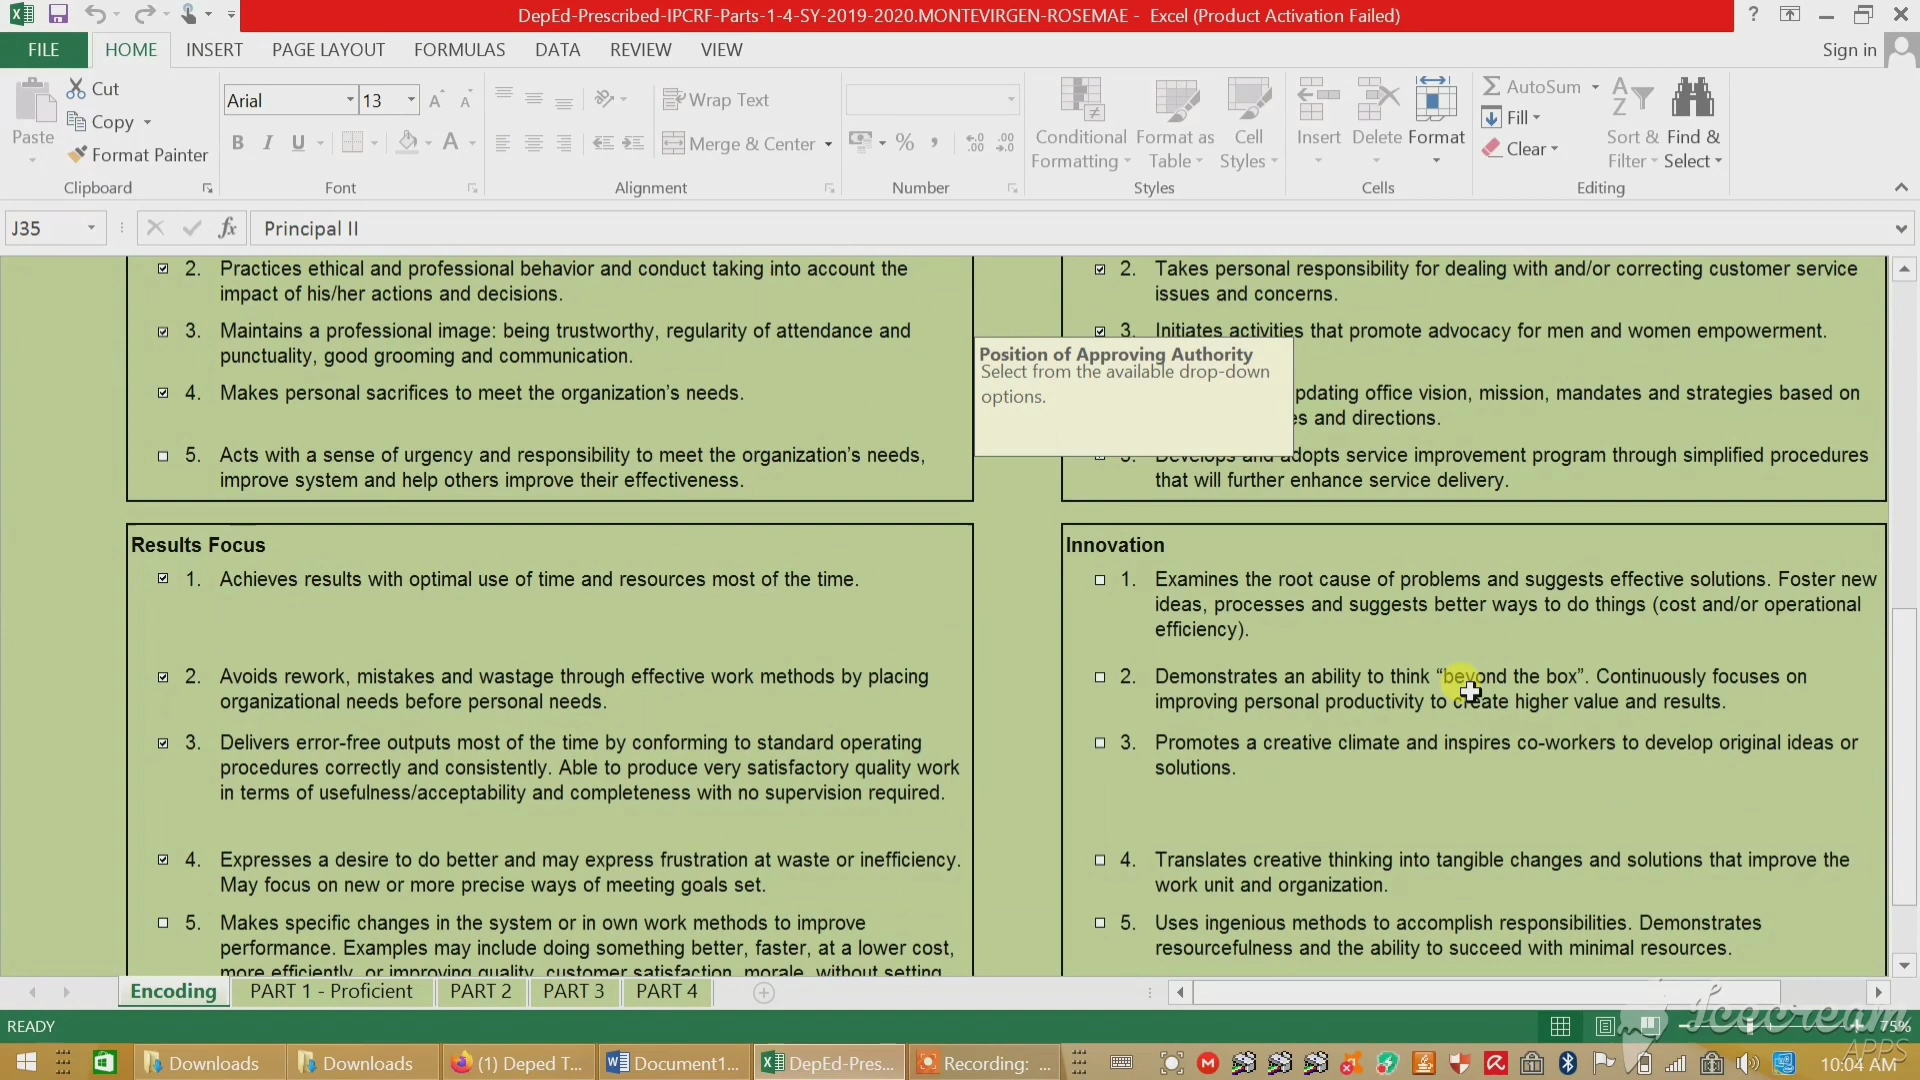 DepEd-Prescribed-IPCRF-Parts-1-4-SY-2019-2020.MONTEVIRGEN-ROSEMAE - Excel (Product Activation Failed)
FILE HOME INSERT PAGE LAYOUT FORMULAS DATA REVIEW VIEW Sign in
Cut
Copy
Format Painter
Paste
Clipboard
Arial 13
Font
Wrap Text
Merge & Center
Alignment
Number
Conditional Formatting
Format as Table
Cell Styles
Styles
Insert Delete Format
Cells
AutoSum
Fill
Clear
Sort & Filter
Find & Select
Editing
J35
Principal II
2. Practices ethical and professional behavior and conduct taking into account the
impact of his/her actions and decisions.
3. Maintains a professional image: being trustworthy, regularity of attendance and
punctuality, good grooming and communication.
4. Makes personal sacrifices to meet the organization's needs.
5. Acts with a sense of urgency and responsibility to meet the organization's needs,
improve system and help others improve their effectiveness.
2. Takes personal responsibility for dealing with and/or correcting customer service
issues and concerns.
3. Initiates activities that promote advocacy for men and women empowerment.
Position of Approving Authority
Select from the available drop-down
options.
pdating office vision, mission, mandates and strategies based on
s and directions.
5. Develops and adopts service improvement program through simplified procedures
that will further enhance service delivery.
Results Focus
1. Achieves results with optimal use of time and resources most of the time.
2. Avoids rework, mistakes and wastage through effective work methods by placing
organizational needs before personal needs.
3. Delivers error-free outputs most of the time by conforming to standard operating
procedures correctly and consistently. Able to produce very satisfactory quality work
in terms of usefulness/acceptability and completeness with no supervision required.
4. Expresses a desire to do better and may express frustration at waste or inefficiency.
May focus on new or more precise ways of meeting goals set.
5. Makes specific changes in the system or in own work methods to improve
performance. Examples may include doing something better, faster, at a lower cost,
more efficiently, or improving quality, customer satisfaction, morale, without setting
Innovation
1. Examines the root cause of problems and suggests effective solutions. Foster new
ideas, processes and suggests better ways to do things (cost and/or operational
efficiency).
2. Demonstrates an ability to think “beyond the box”. Continuously focuses on
improving personal productivity to create higher value and results.
3. Promotes a creative climate and inspires co-workers to develop original ideas or
solutions.
4. Translates creative thinking into tangible changes and solutions that improve the
work unit and organization.
5. Uses ingenious methods to accomplish responsibilities. Demonstrates
resourcefulness and the ability to succeed with minimal resources.
Encoding PART 1 - Proficient PART 2 PART 3 PART 4
READY
75%
Icecream
APPS
Downloads Downloads (1) Deped T... Document1... DepEd-Pres... Recording: ... 10:04 AM